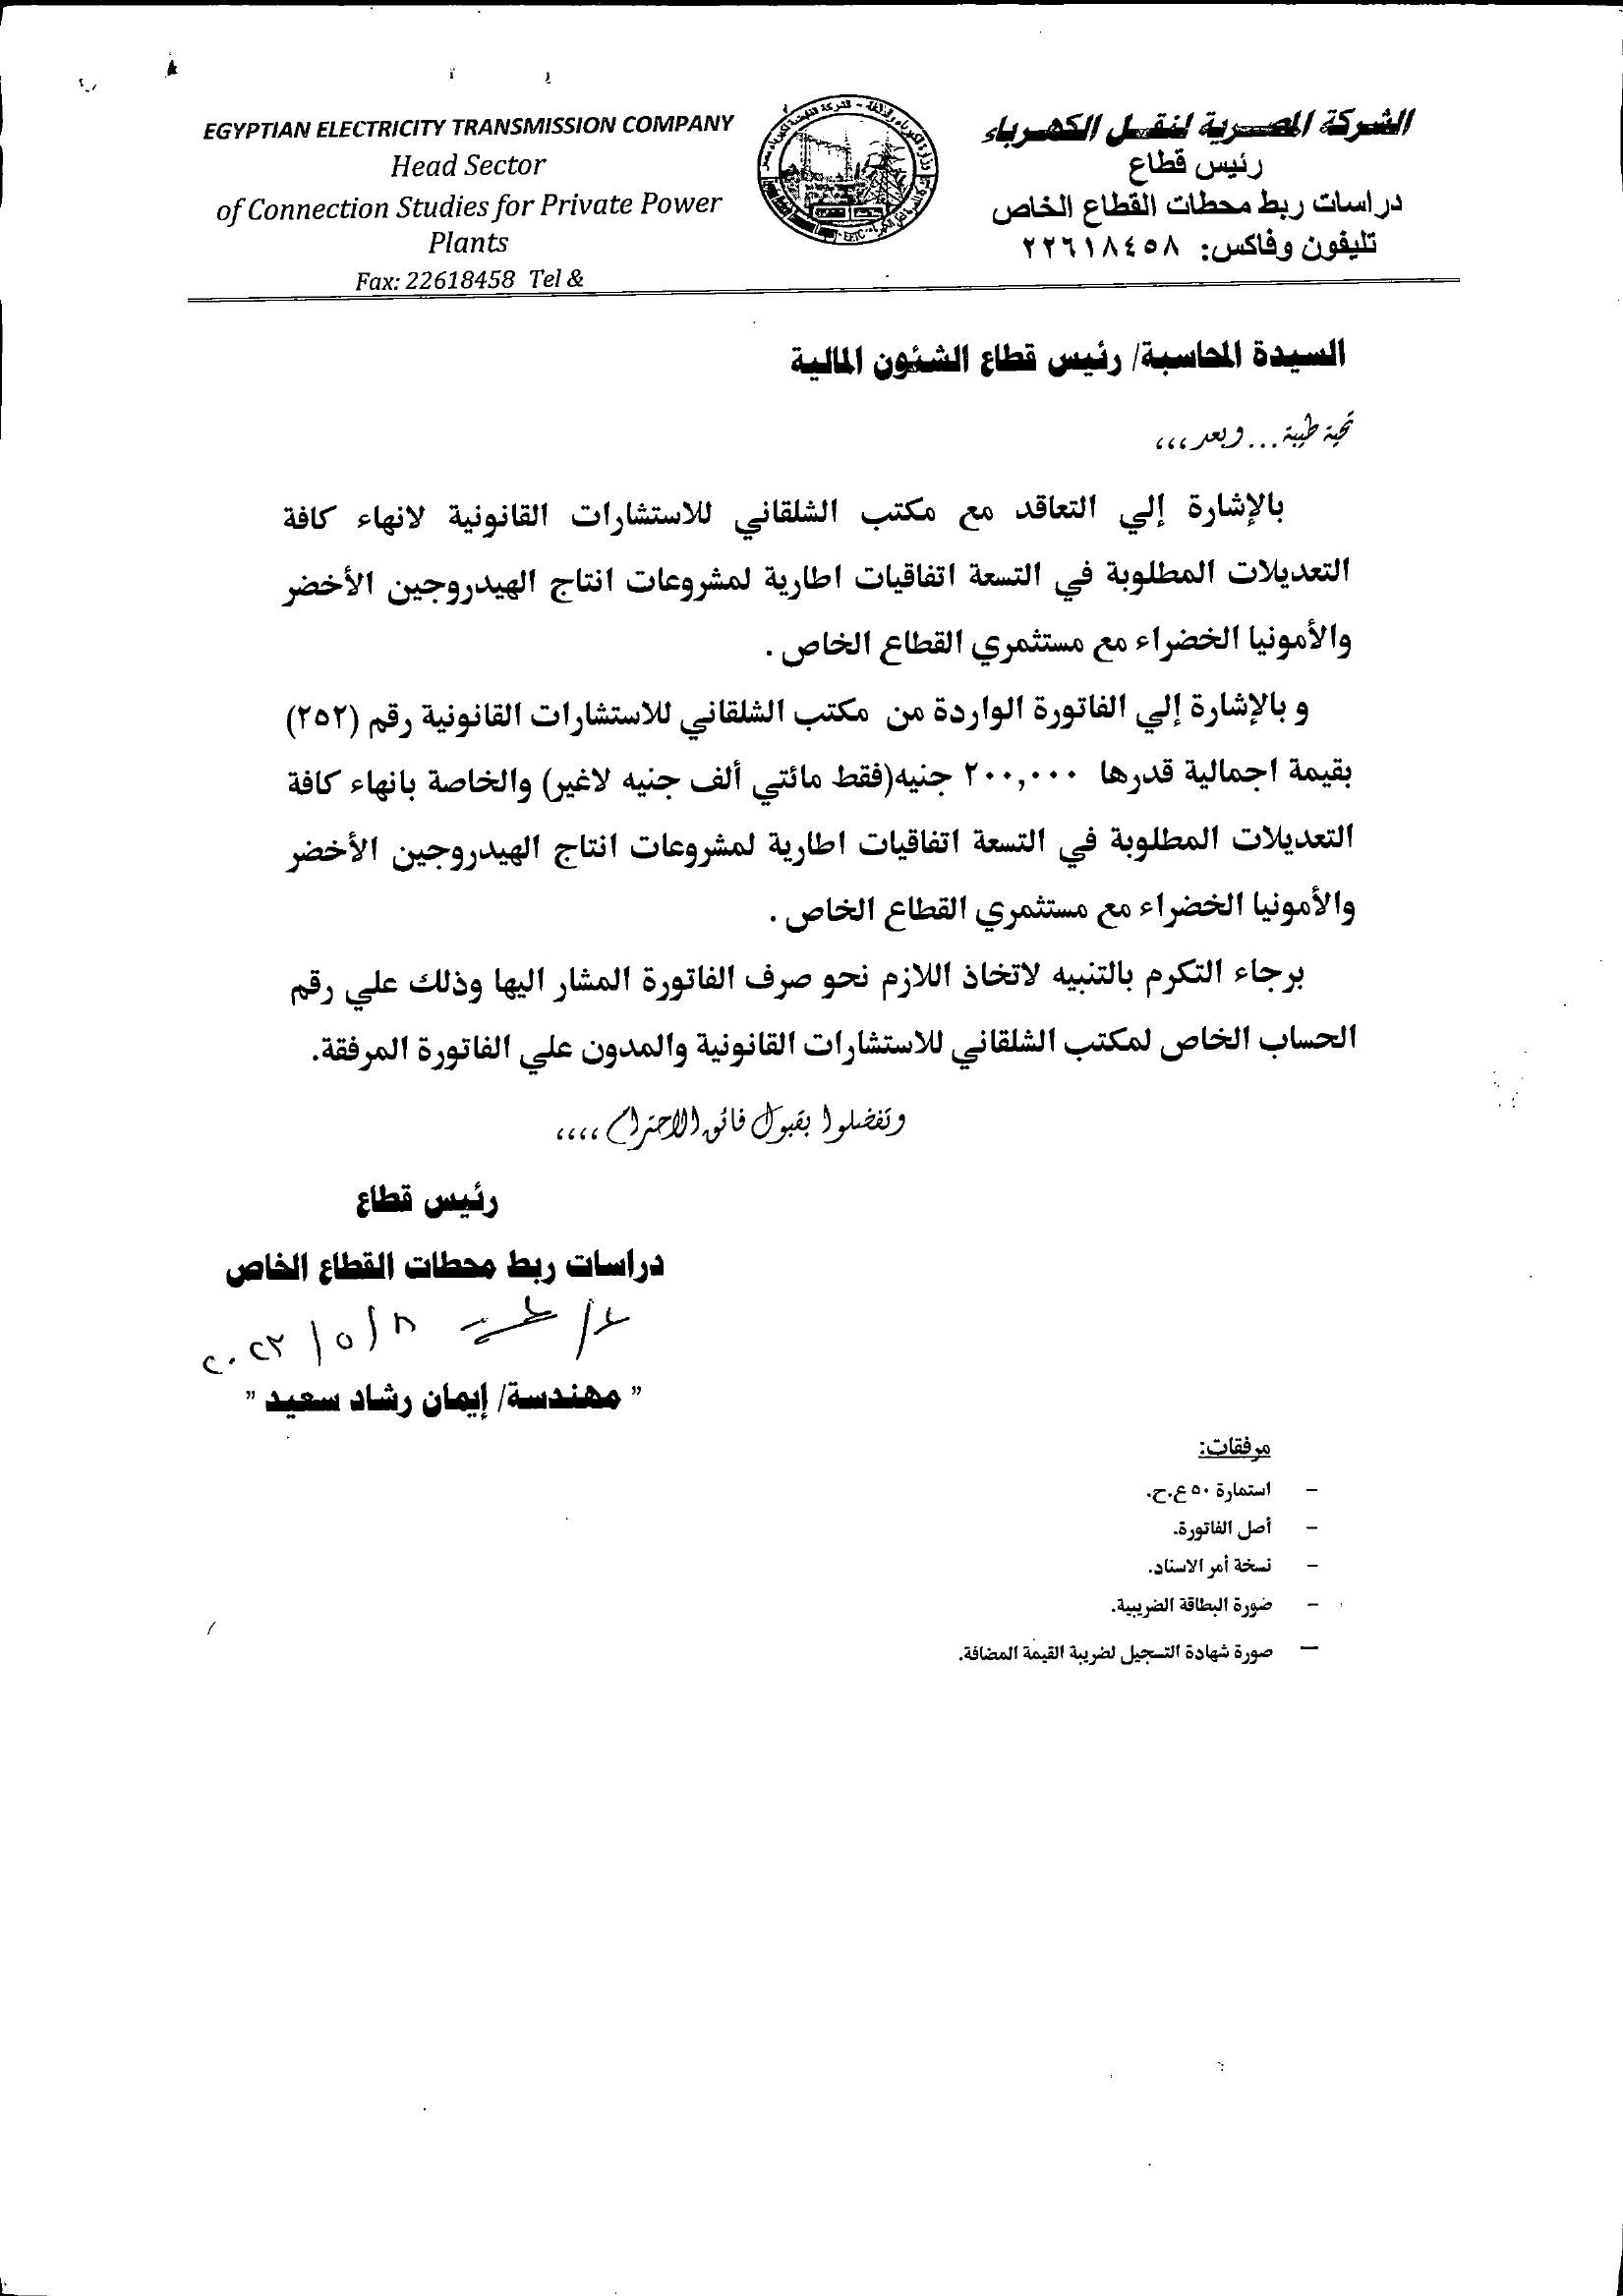 EGYPTIAN ELECTRICITY TRANSMISSION COMPANY
Head Sector
of Connection Studies for Private Power
Plants
Fax: 22618458 Tel &
الشركة المصرية لنقل الكهرباء
رئيس قطاع
دراسات ربط محطات القطاع الخاص
تليفون وفاكس: ٢٢٦١٨٤٥٨
السيدة المحاسبة/ رئيس قطاع الشئون المالية
تحية طيبة... وبعد،،،
بالإشارة إلي التعاقد مع مكتب الشلقاني للاستشارات القانونية لانهاء كافة
التعديلات المطلوبة في التسعة اتفاقيات اطارية لمشروعات انتاج الهيدروجين الأخضر
والأمونيا الخضراء مع مستثمري القطاع الخاص .
و بالإشارة إلي الفاتورة الواردة من مكتب الشلقاني للاستشارات القانونية رقم (٢٥٢)
بقيمة اجمالية قدرها ٢٠٠,٠٠٠ جنيه(فقط مائتي ألف جنيه لاغير) والخاصة بانهاء كافة
التعديلات المطلوبة في التسعة اتفاقيات اطارية لمشروعات انتاج الهيدروجين الأخضر
والأمونيا الخضراء مع مستثمري القطاع الخاص .
برجاء التكرم بالتنبيه لاتخاذ اللازم نحو صرف الفاتورة المشار اليها وذلك علي رقم
الحساب الخاص لمكتب الشلقاني للاستشارات القانونية والمدون علي الفاتورة المرفقة.
وتفضلوا بقبول فائق الاحترام ،،،،
رئيس قطاع
دراسات ربط محطات القطاع الخاص
" مهندسة/ إيمان رشاد سعيد "
مرفقات:
– استمارة ٥٠ ع.ح.
– أصل الفاتورة.
– نسخة أمر الاسناد.
– صورة البطاقة الضريبية.
– صورة شهادة التسجيل لضريبة القيمة المضافة.